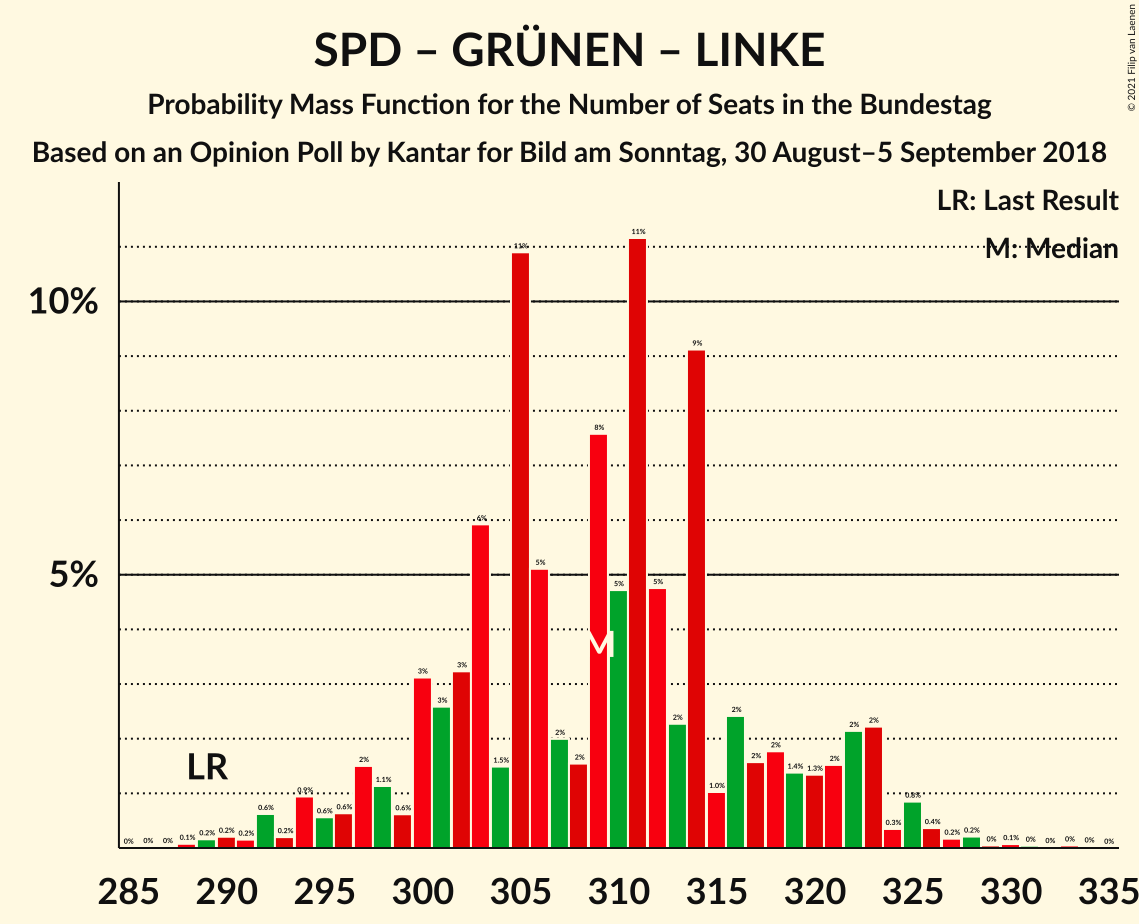 SPD – GRÜNEN – LINKE
Probability Mass Function for the Number of Seats in the Bundestag
Based on an Opinion Poll by Kantar for Bild am Sonntag, 30 August–5 September 2018
© 2021 Filip van Laenen
LR: Last Result
M: Median
10%
5%
LR
M
0% 0% 0% 0.1% 0.2% 0.2% 0.2% 0.6% 0.2% 0.9% 0.6% 0.6% 2% 1.1% 0.6% 3% 3% 3% 6% 1.5% 11% 5% 2% 2% 8% 5% 11% 5% 2% 9% 1.0% 2% 2% 2% 1.4% 1.3% 2% 2% 2% 0.3% 0.8% 0.4% 0.2% 0.2% 0% 0.1% 0% 0% 0% 0% 0%
285 290 295 300 305 310 315 320 325 330 335